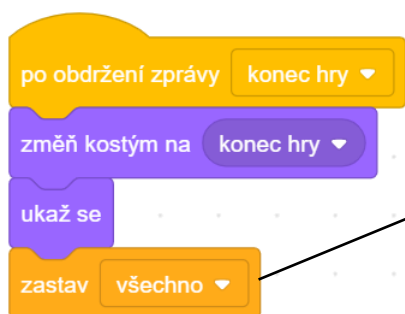 po obdržení zprávy konec hry
změň kostým na konec hry
ukaž se
zastav všechno